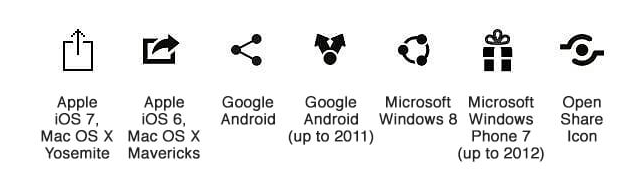 Apple
iOS 7,
Mac OS X
Yosemite
Apple
iOS 6,
Mac OS X
Mavericks
Google
Android
Google
Android
(up to 2011)
Microsoft
Windows 8
Microsoft
Windows
Phone 7
(up to 2012)
Open
Share
Icon